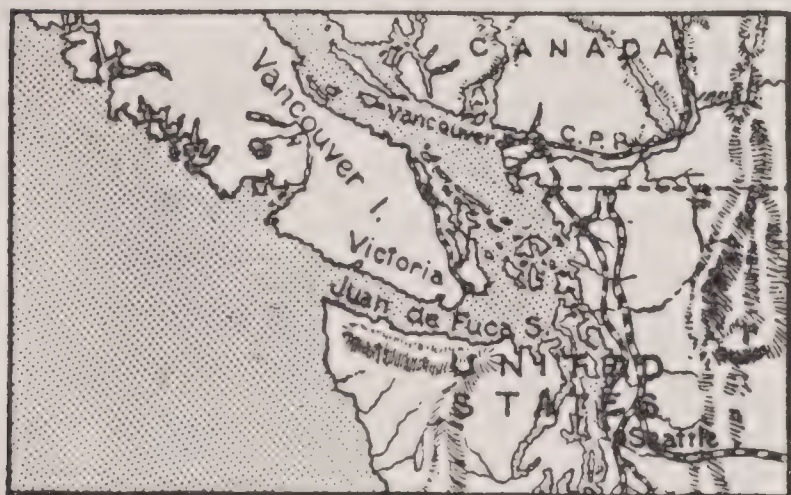 CANADA
Vancouver I.
Vancouver
C.P.R.
Victoria
Juan de Fuca S.
UNITED
STATES
Seattle